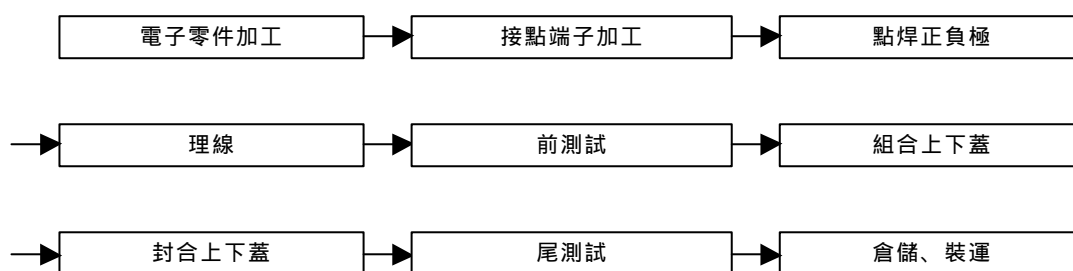 電子零件加工
接點端子加工
點焊正負極
理線
前測試
組合上下蓋
封合上下蓋
尾測試
倉儲、裝運